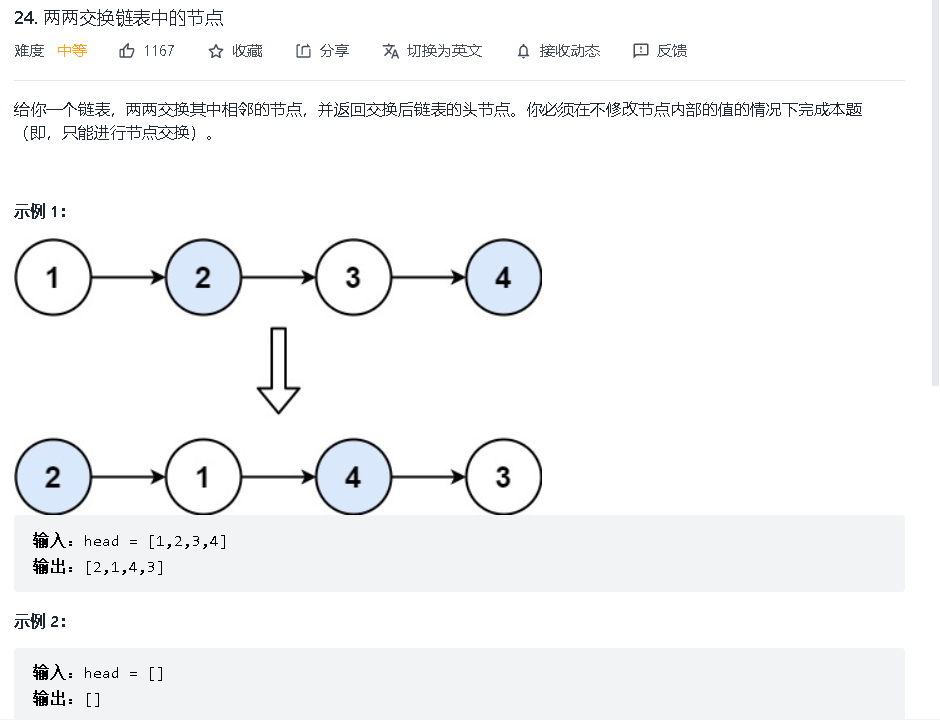 24. 两两交换链表中的节点
难度 中等 1167 收藏 分享 切换为英文 接收动态 反馈
给你一个链表，两两交换其中相邻的节点，并返回交换后链表的头节点。你必须在不修改节点内部的值的情况下完成本题
（即，只能进行节点交换）。
示例 1：
1 2 3 4
2 1 4 3
输入：head = [1,2,3,4]
输出：[2,1,4,3]
示例 2：
输入：head = []
输出：[]